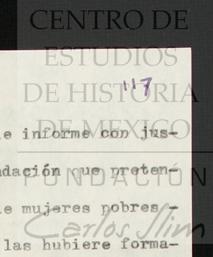 CENTRO DE
ESTUDIOS
DE HISTORIA
DE MEXICO
FUNDACIÓN
Carlos Slim
117
e informe con jus-
dación que preten-
e mujeres pobres -
las hubiere forma-